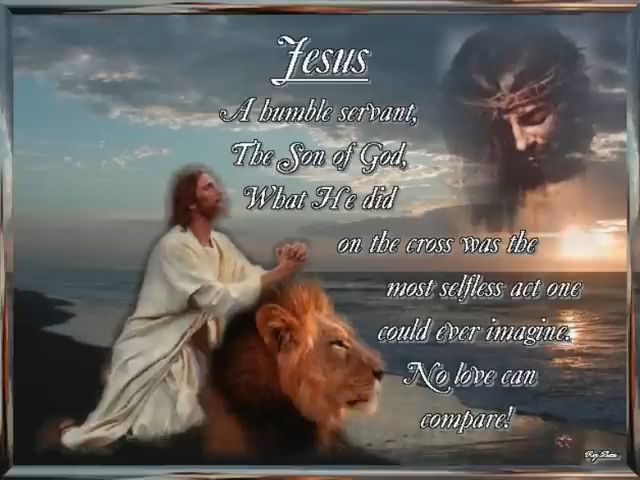 Jesus
A humble servant,
The Son of God,
What He did
on the cross was the
most selfless act one
could ever imagine.
No love can
compare!